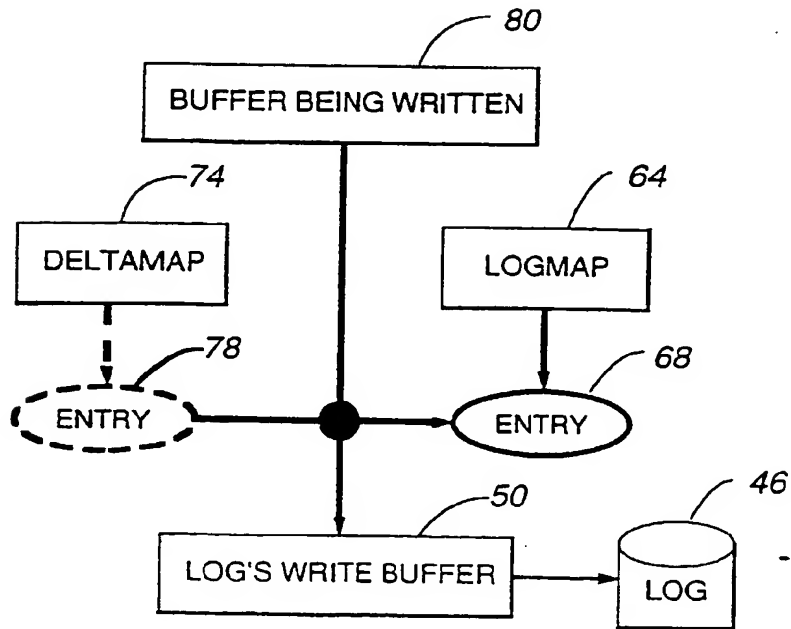 80
BUFFER BEING WRITTEN
74
64
DELTAMAP
LOGMAP
78
68
ENTRY
ENTRY
50
46
LOG'S WRITE BUFFER
LOG